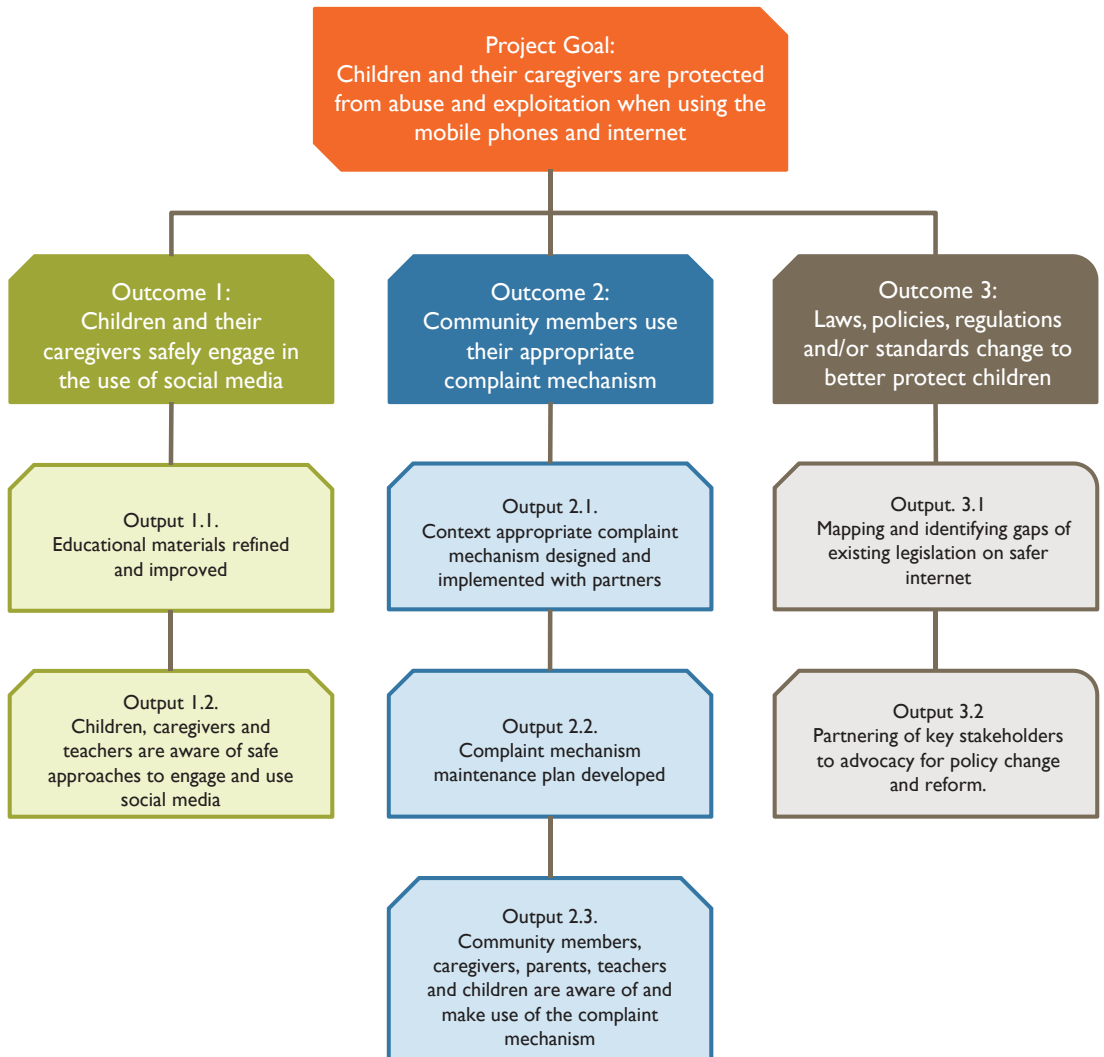 Project Goal:
Children and their caregivers are protected
from abuse and exploitation when using the
mobile phones and internet
Outcome 1:
Children and their
caregivers safely engage in
the use of social media
Outcome 2:
Community members use
their appropriate
complaint mechanism
Outcome 3:
Laws, policies, regulations
and/or standards change to
better protect children
Output 1.1.
Educational materials refined
and improved
Output 2.1.
Context appropriate complaint
mechanism designed and
implemented with partners
Output. 3.1
Mapping and identifying gaps of
existing legislation on safer
internet
Output 1.2.
Children, caregivers and
teachers are aware of safe
approaches to engage and use
social media
Output 2.2.
Complaint mechanism
maintenance plan developed
Output 3.2
Partnering of key stakeholders
to advocacy for policy change
and reform.
Output 2.3.
Community members,
caregivers, parents, teachers
and children are aware of and
make use of the complaint
mechanism